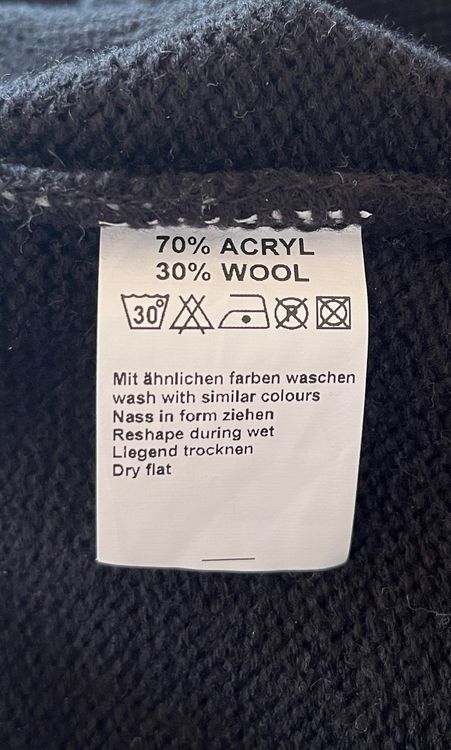 70% ACRYL
30% WOOL
30°
Mit ähnlichen farben waschen
wash with similar colours
Nass in form ziehen
Reshape during wet
Liegend trocknen
Dry flat